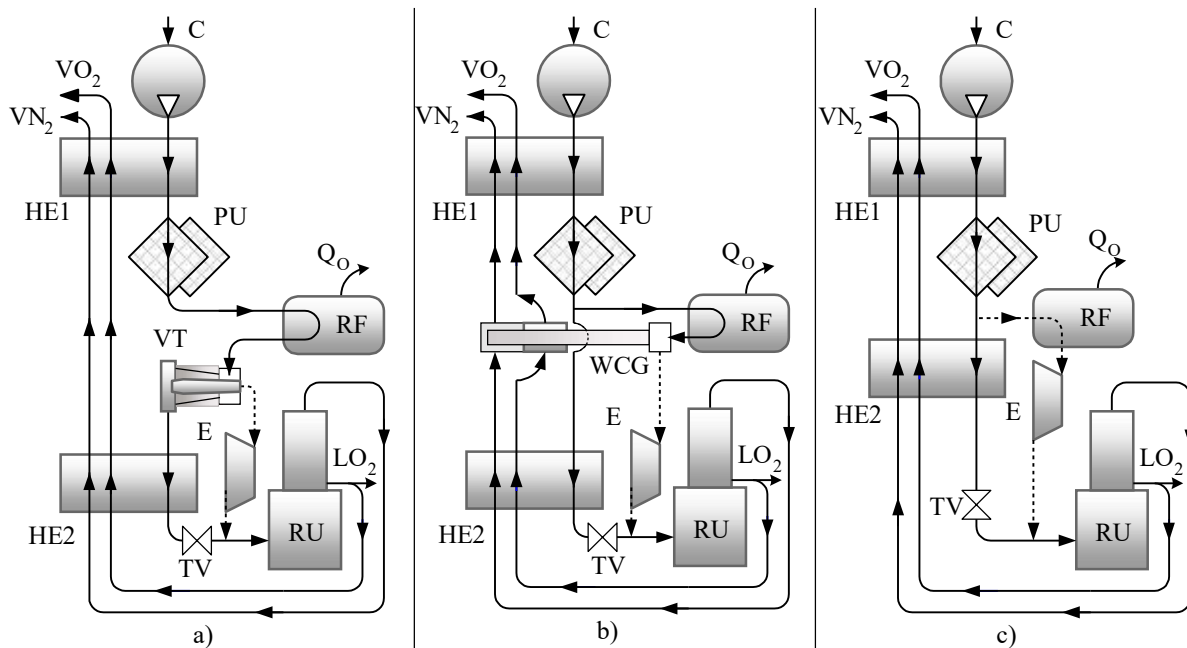 C
VO2
VN2
HE1
PU
QO
RF
VT
E
LO2
HE2
RU
TV
a)
C
VO2
VN2
HE1
PU
QO
RF
WCG
E
LO2
HE2
RU
TV
b)
C
VO2
VN2
HE1
PU
QO
RF
HE2
E
LO2
TV
RU
c)